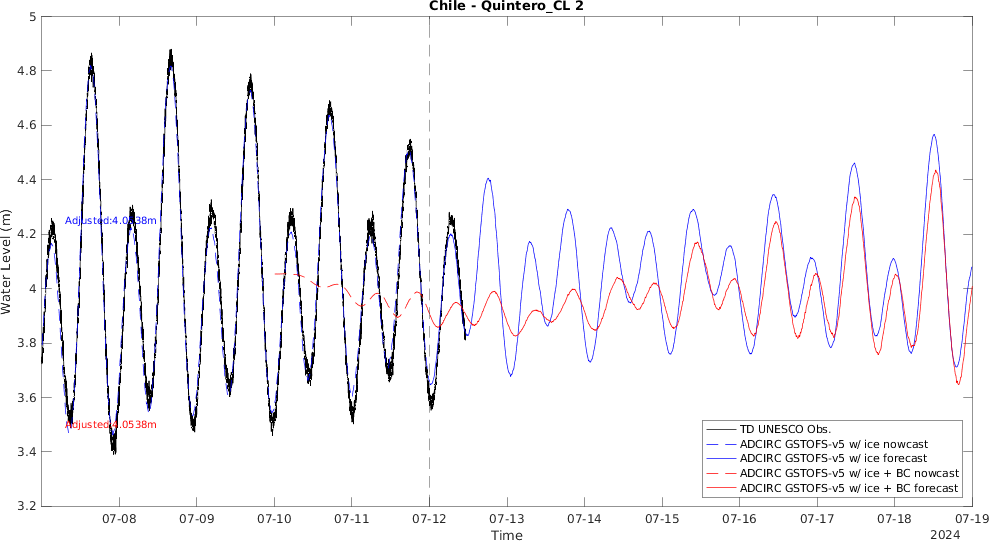 Chile - Quintero_CL 2
Water Level (m)
5
4.8
4.6
4.4
4.2
4
3.8
3.6
3.4
3.2
Adjusted:4.0538m
Adjusted:4.0538m
TD UNESCO Obs.
ADCIRC GSTOFS-v5 w/ ice nowcast
ADCIRC GSTOFS-v5 w/ ice forecast
ADCIRC GSTOFS-v5 w/ ice + BC nowcast
ADCIRC GSTOFS-v5 w/ ice + BC forecast
07-08 07-09 07-10 07-11 07-12 07-13 07-14 07-15 07-16 07-17 07-18 07-19
Time
2024